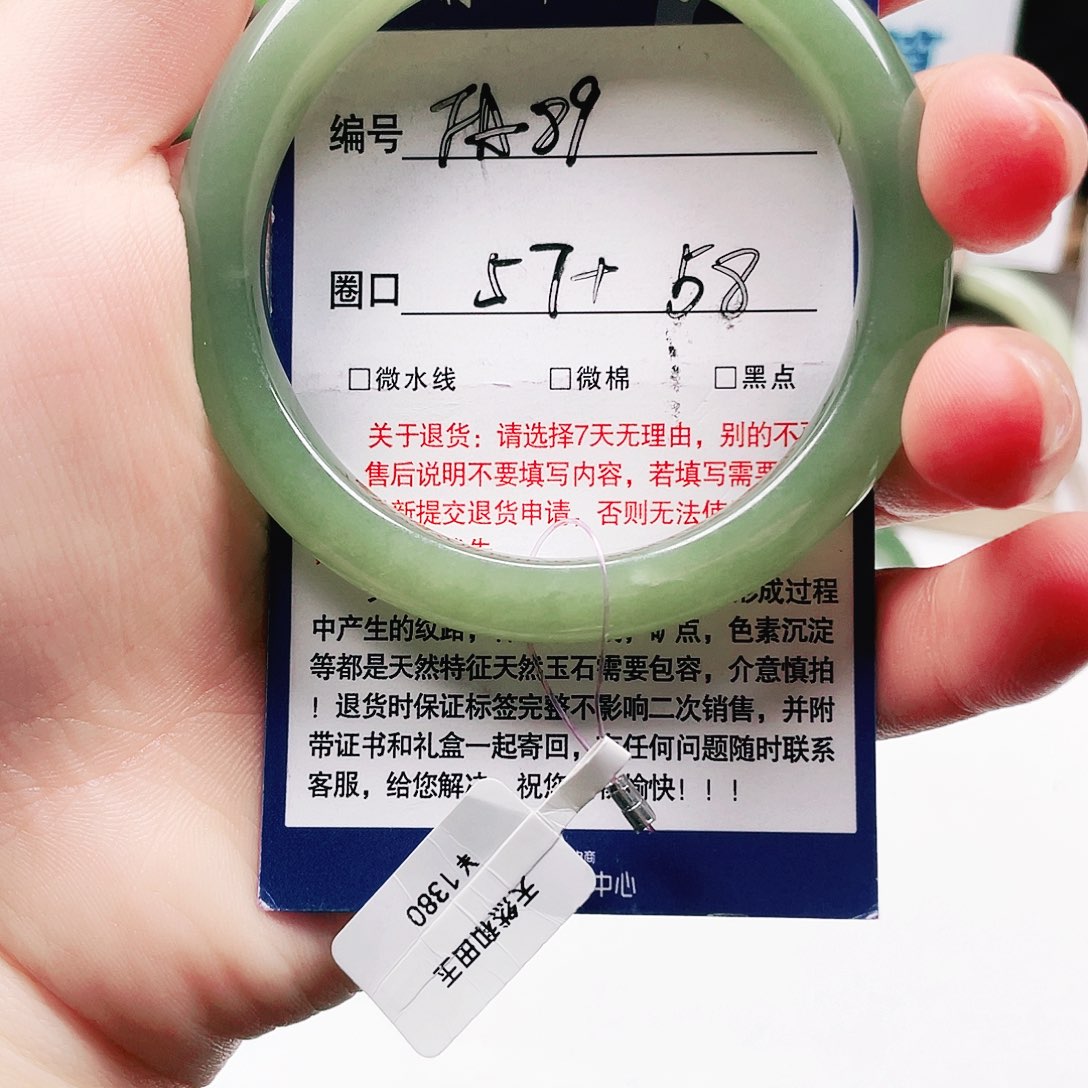 编号 FA89
圈口 57+ 58
□微水线 □微棉 □黑点
关于退货：请选择7天无理由，别的不
售后说明不要填写内容，若填写需要
新提交退货申请，否则无法使
形成过程
中产生的纹路，矿点，色素沉淀
等都是天然特征天然玉石需要包容，介意慎拍
！退货时保证标签完整不影响二次销售，并附
带证书和礼盒一起寄回，任何问题随时联系
客服，给您解决 祝您 愉快！！！
中心
¥1380
天然和田玉